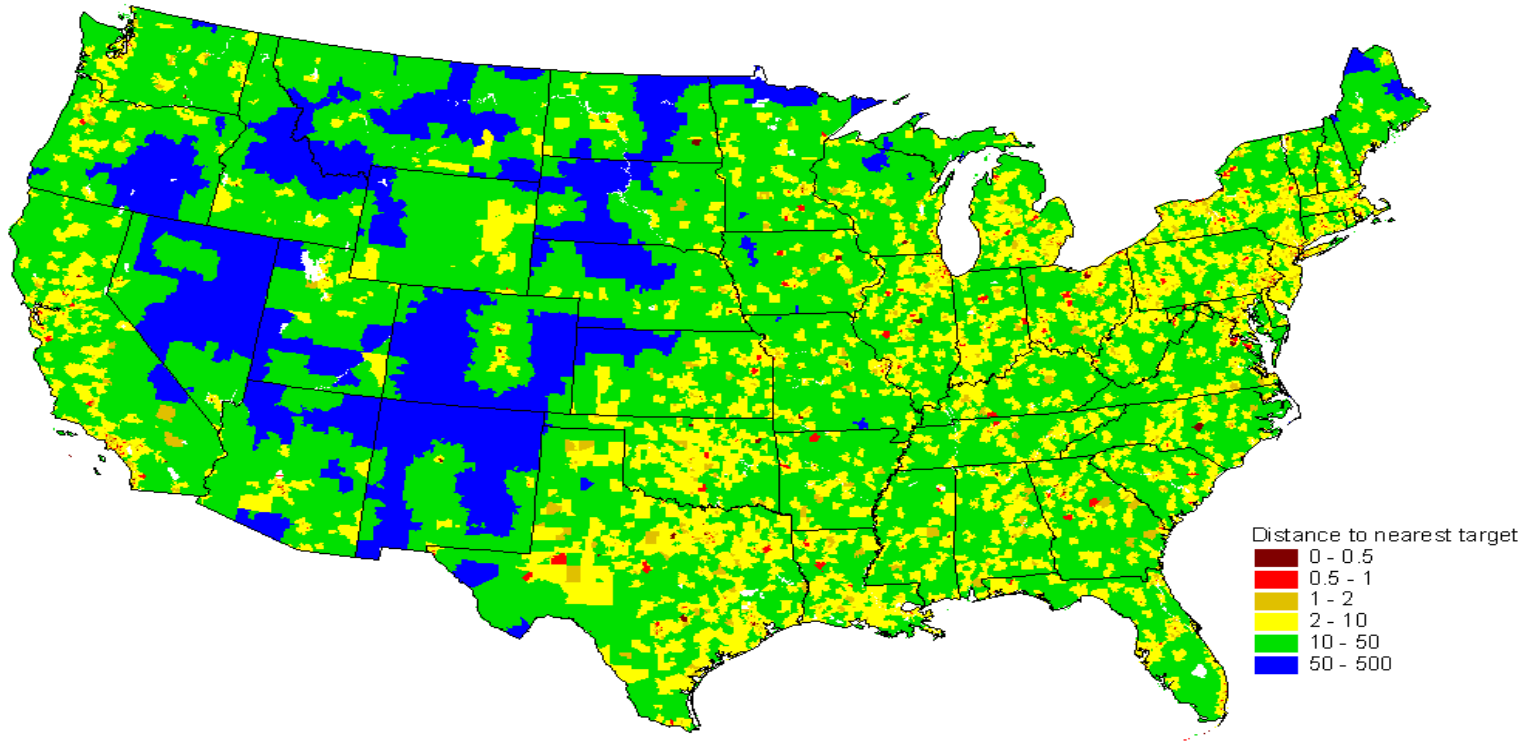 Distance to nearest target
0 - 0.5
0.5 - 1
1 - 2
2 - 10
10 - 50
50 - 500